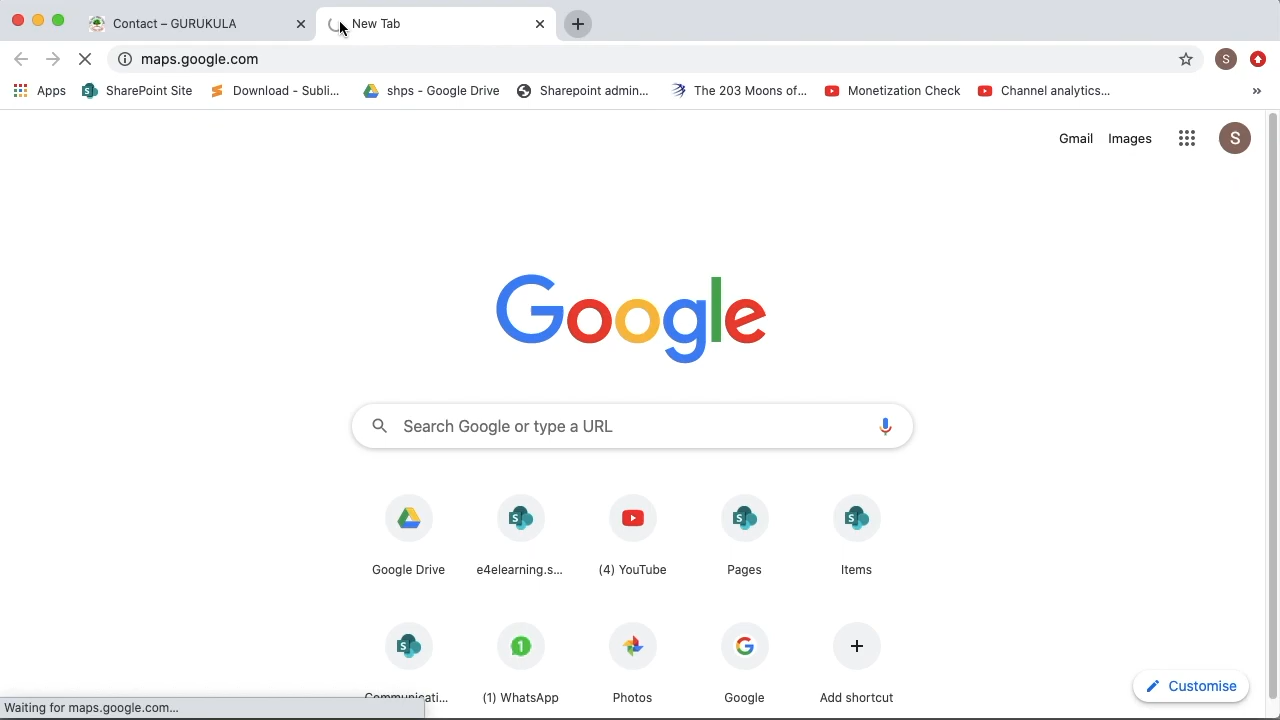 Contact – GURUKULA
New Tab
maps.google.com
S
Apps
SharePoint Site
Download - Subli...
shps - Google Drive
Sharepoint admin...
The 203 Moons of...
Monetization Check
Channel analytics...
»
Gmail
Images
S
Google
Search Google or type a URL
Google Drive
e4elearning.s...
(4) YouTube
Pages
Items
Communicati...
(1) WhatsApp
Photos
Google
Add shortcut
Customise
Waiting for maps.google.com...